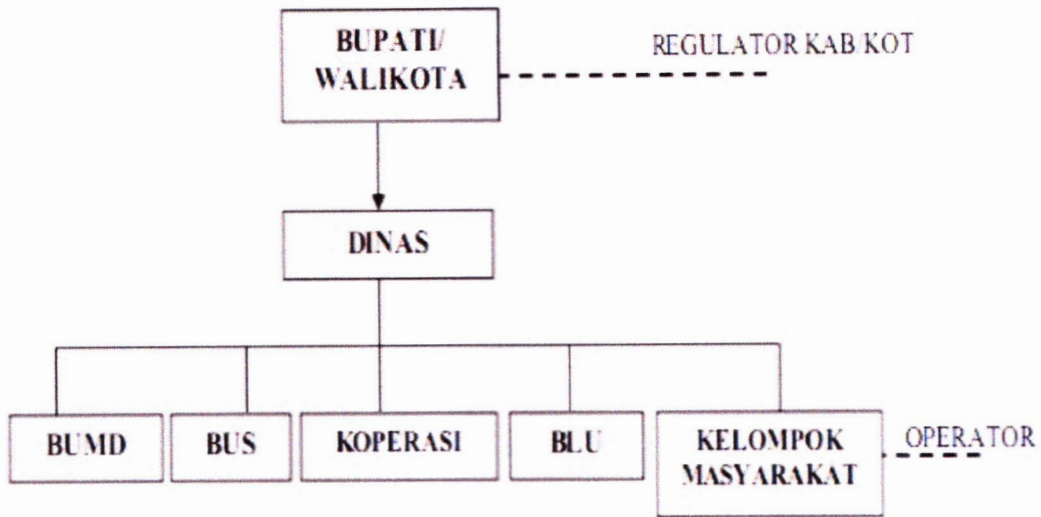 BUPATI/
WALIKOTA
REGULATOR KAB/KOT
DINAS
BUMD
BUS
KOPERASI
BLU
KELOMPOK
MASYARAKAT
OPERATOR